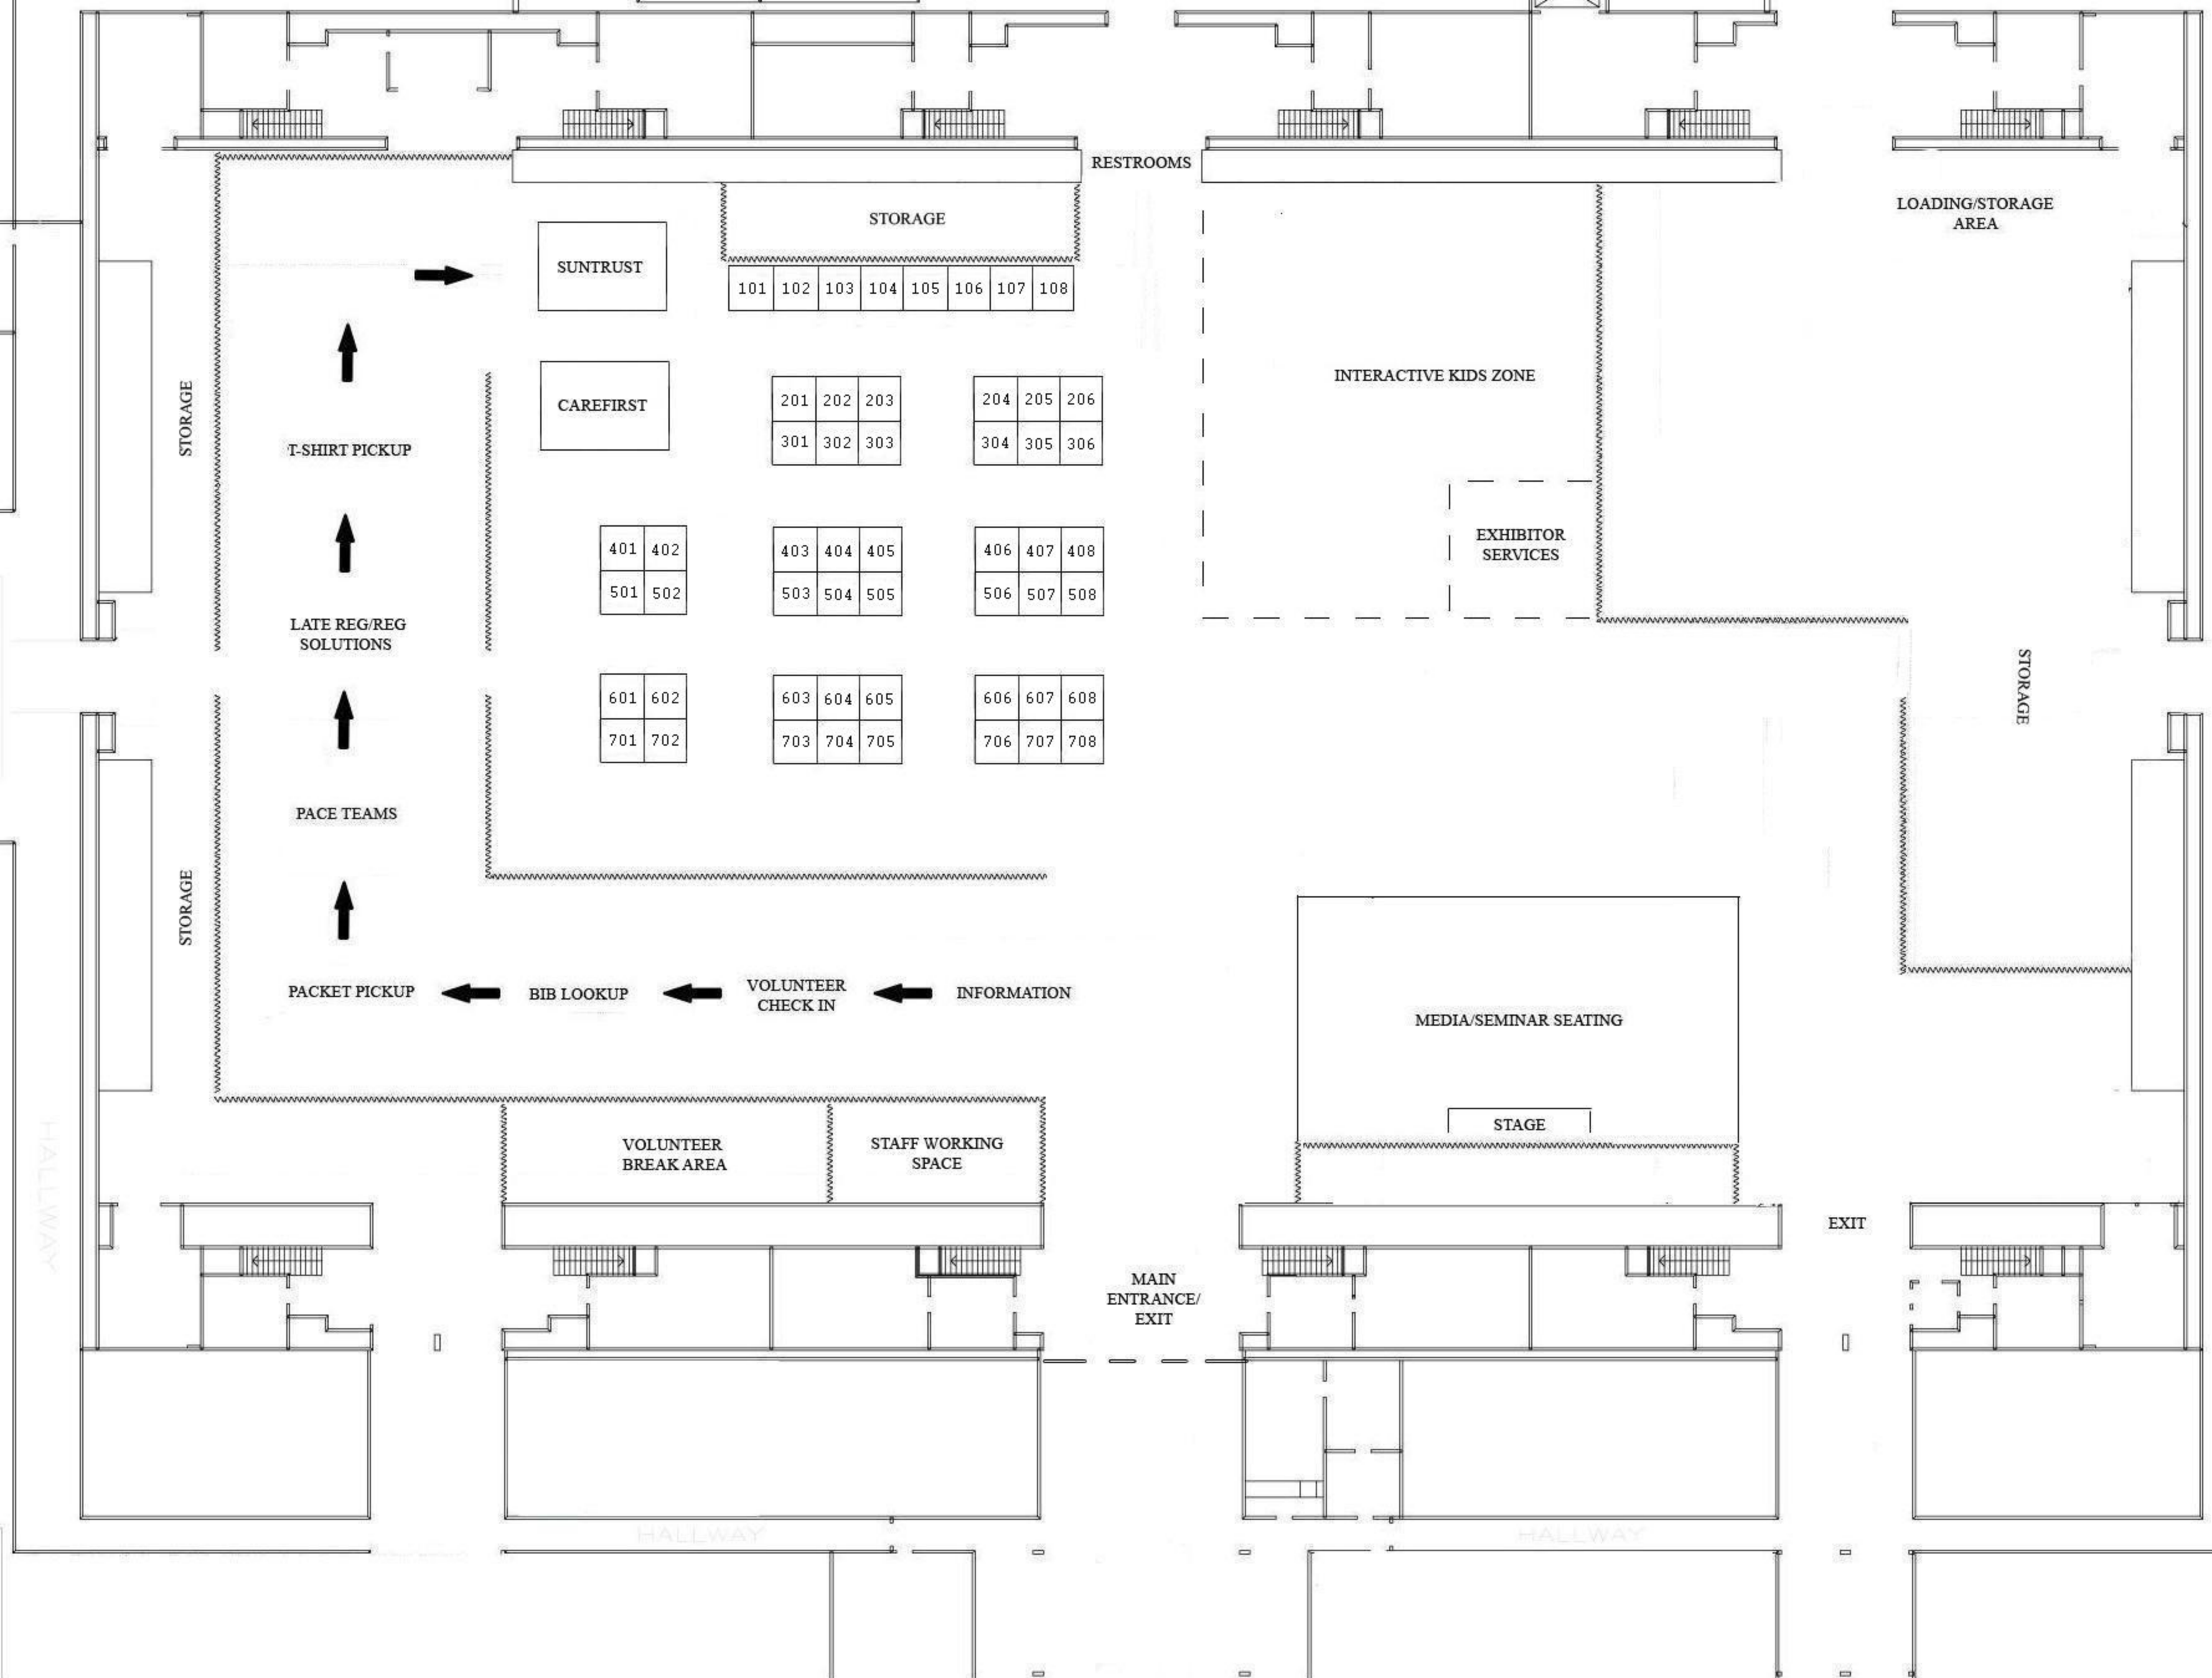 RESTROOMS
STORAGE
LOADING/STORAGE
AREA
SUNTRUST
101 102 103 104 105 106 107 108
CAREFIRST
201 202 203
301 302 303
204 205 206
304 305 306
INTERACTIVE KIDS ZONE
STORAGE
T-SHIRT PICKUP
EXHIBITOR
SERVICES
401 402
501 502
403 404 405
503 504 505
406 407 408
506 507 508
LATE REG/REG
SOLUTIONS
601 602
701 702
603 604 605
703 704 705
606 607 608
706 707 708
STORAGE
PACE TEAMS
STORAGE
PACKET PICKUP
BIB LOOKUP
VOLUNTEER
CHECK IN
INFORMATION
MEDIA/SEMINAR SEATING
STAGE
VOLUNTEER
BREAK AREA
STAFF WORKING
SPACE
HALLWAY
EXIT
MAIN
ENTRANCE/
EXIT
HALLWAY
HALLWAY